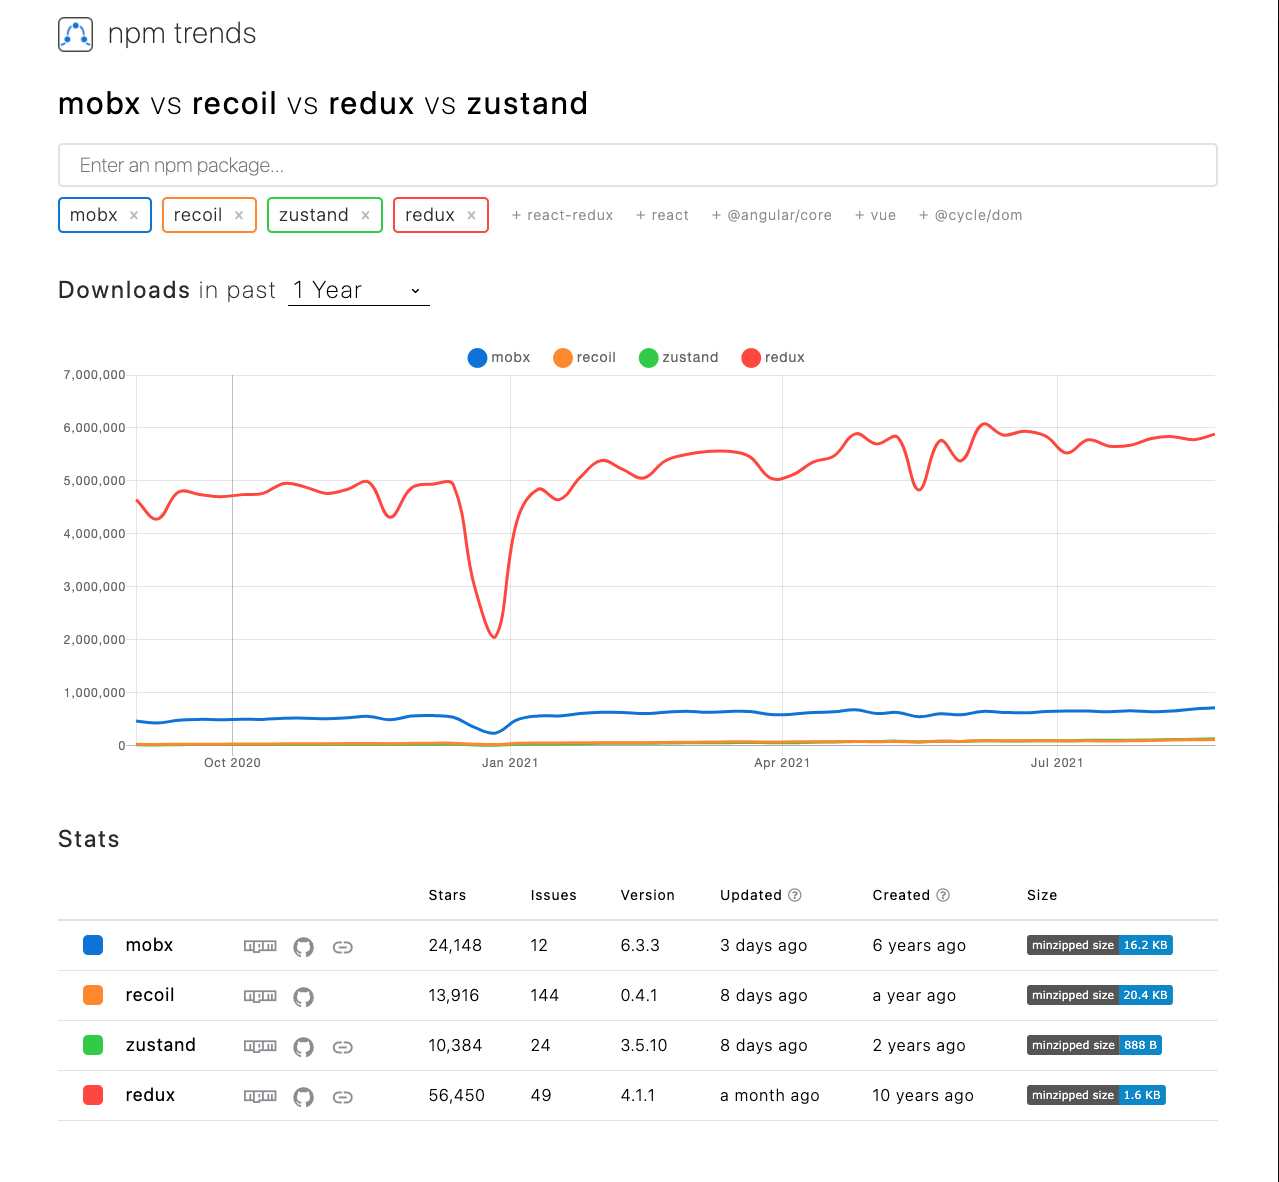 npm trends
mobx vs recoil vs redux vs zustand
Enter an npm package...
mobx × recoil × zustand × redux × + react-redux + react + @angular/core + vue + @cycle/dom
Downloads in past 1 Year
mobx recoil zustand redux
7,000,000
6,000,000
5,000,000
4,000,000
3,000,000
2,000,000
1,000,000
0
Oct 2020 Jan 2021 Apr 2021 Jul 2021
Stats
Stars Issues Version Updated ? Created ? Size
mobx npm 24,148 12 6.3.3 3 days ago 6 years ago minzipped size 16.2 KB
recoil npm 13,916 144 0.4.1 8 days ago a year ago minzipped size 20.4 KB
zustand npm 10,384 24 3.5.10 8 days ago 2 years ago minzipped size 888 B
redux npm 56,450 49 4.1.1 a month ago 10 years ago minzipped size 1.6 KB